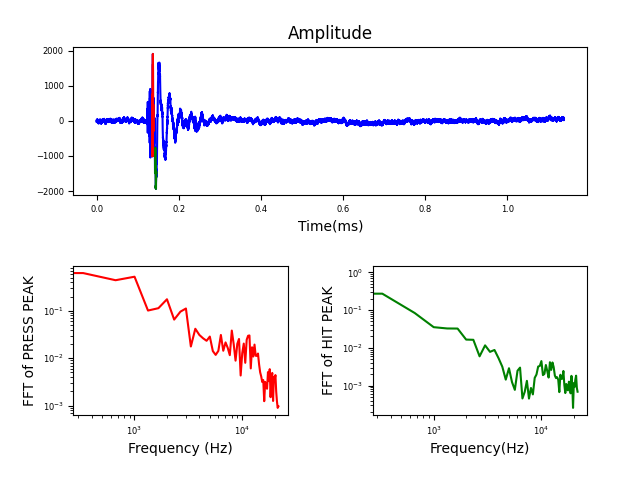 Amplitude
2000
1000
0
−1000
−2000
0.0 0.2 0.4 0.6 0.8 1.0
Time(ms)
FFT of PRESS PEAK
10⁻¹
10⁻²
10⁻³
10³ 10⁴
Frequency (Hz)
FFT of HIT PEAK
10⁰
10⁻¹
10⁻²
10⁻³
10³ 10⁴
Frequency(Hz)